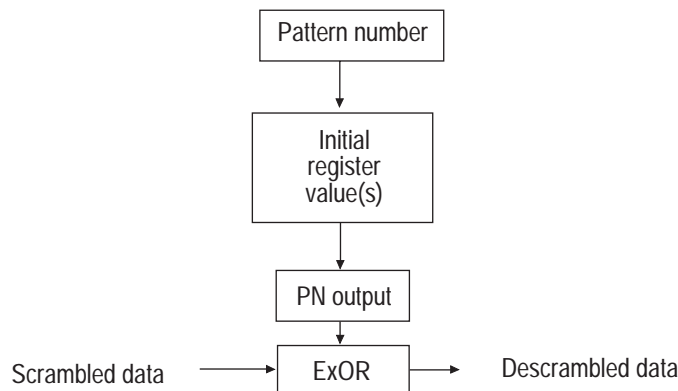 Pattern number
Initial
register
value(s)
PN output
Scrambled data
ExOR
Descrambled data